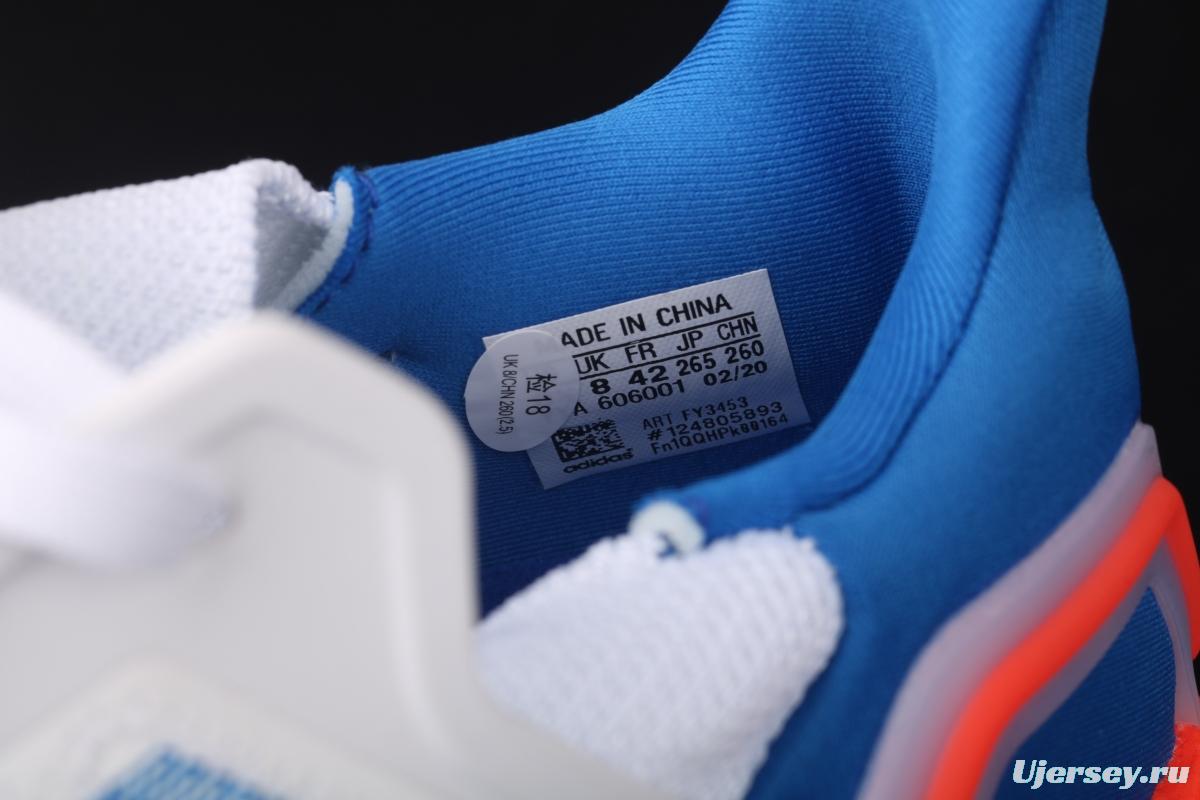 ADE IN CHINA
UK FR JP CHN
8 42 265 260
A 606001 02/20
ART FY3453
#124805893
Fn1QQHPk00164
adidas
检18
UK 8/CHN 260(2.5)
Ujersey.ru